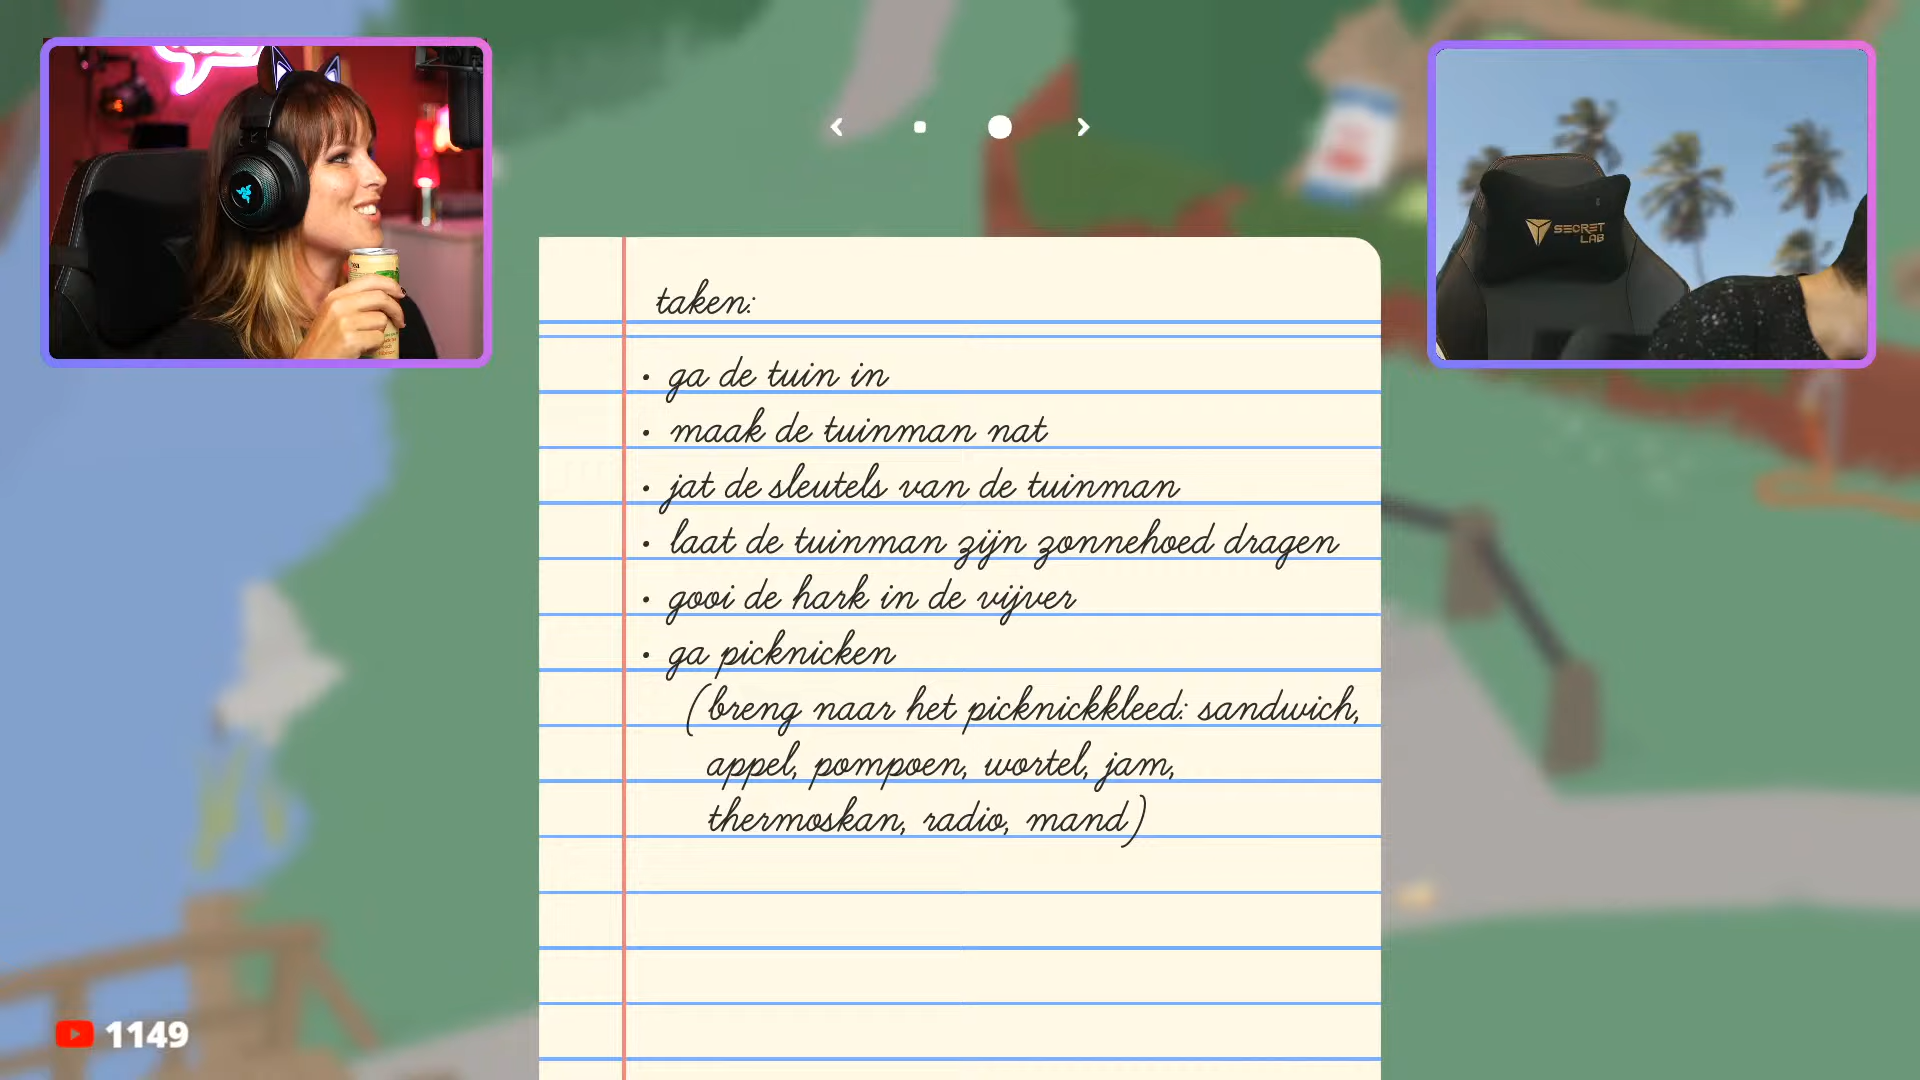 SECRET
LAB
taken:
• ga de tuin in
• maak de tuinman nat
• jat de sleutels van de tuinman
• laat de tuinman zijn zonnehoed dragen
• gooi de hark in de vijver
• ga picknicken
(breng naar het picknickkleed: sandwich,
appel, pompoen, wortel, jam,
thermoskan, radio, mand)
1149